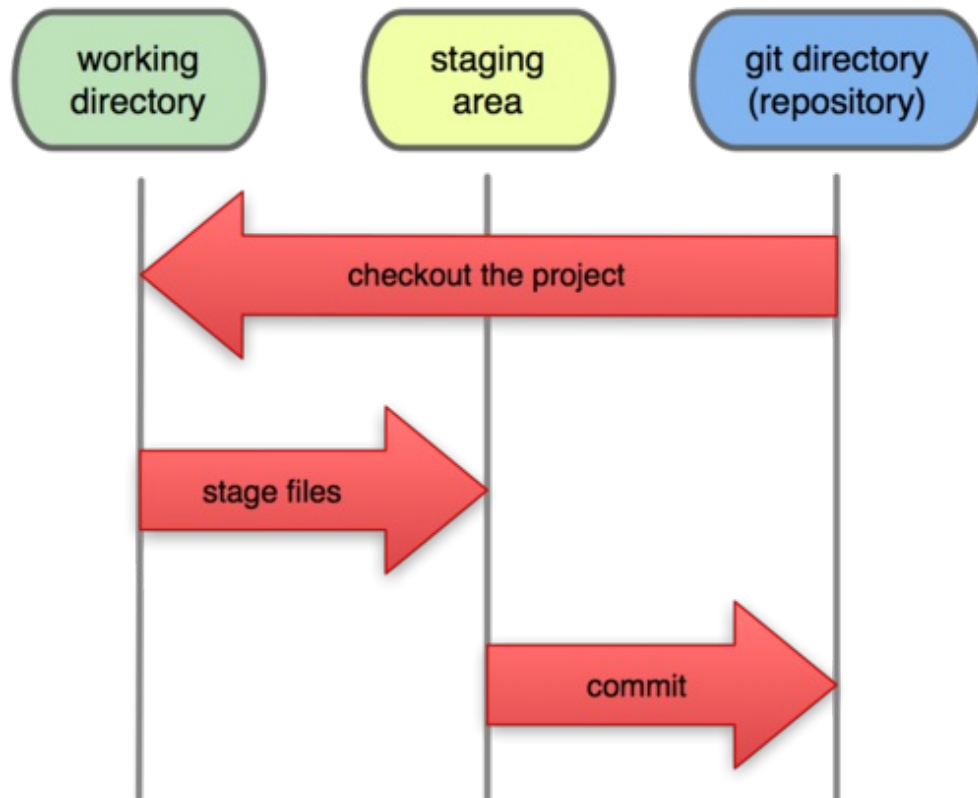 working
directory
staging
area
git directory
(repository)
checkout the project
stage files
commit